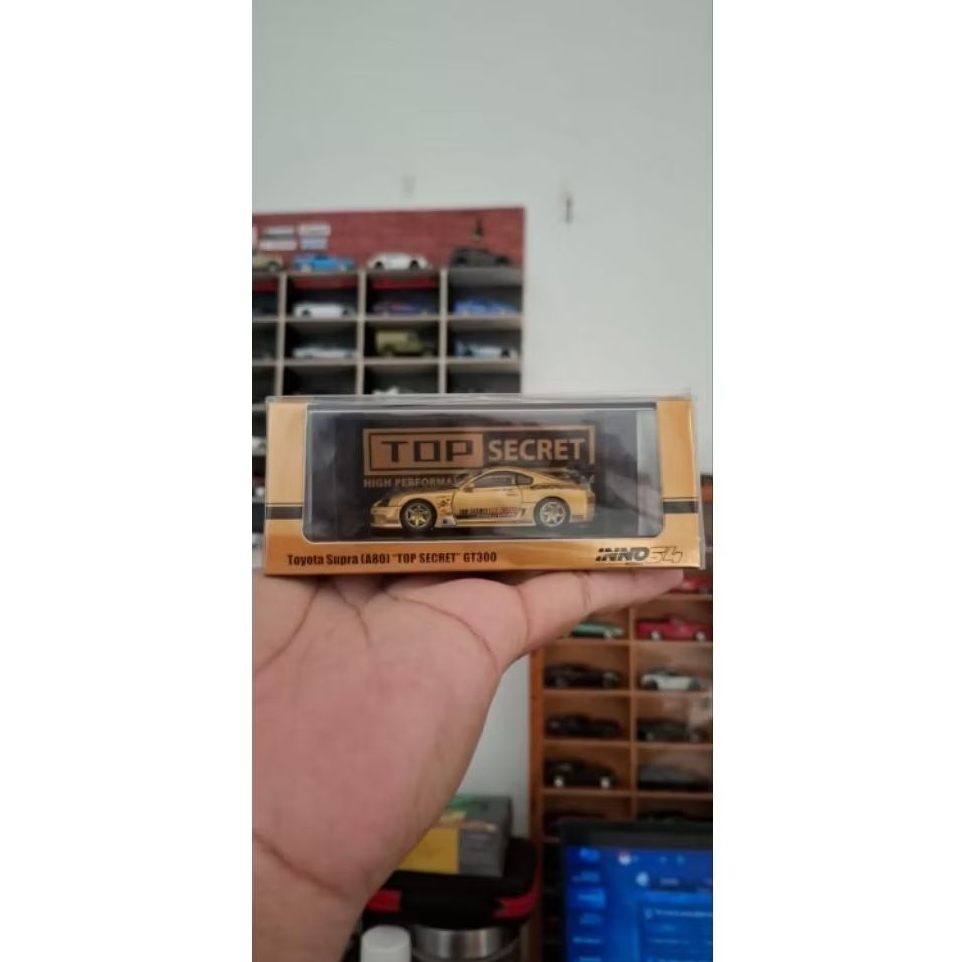 TOP SECRET
HIGH PERFORMA
Toyota Supra (A80) "TOP SECRET" GT300
INNO64